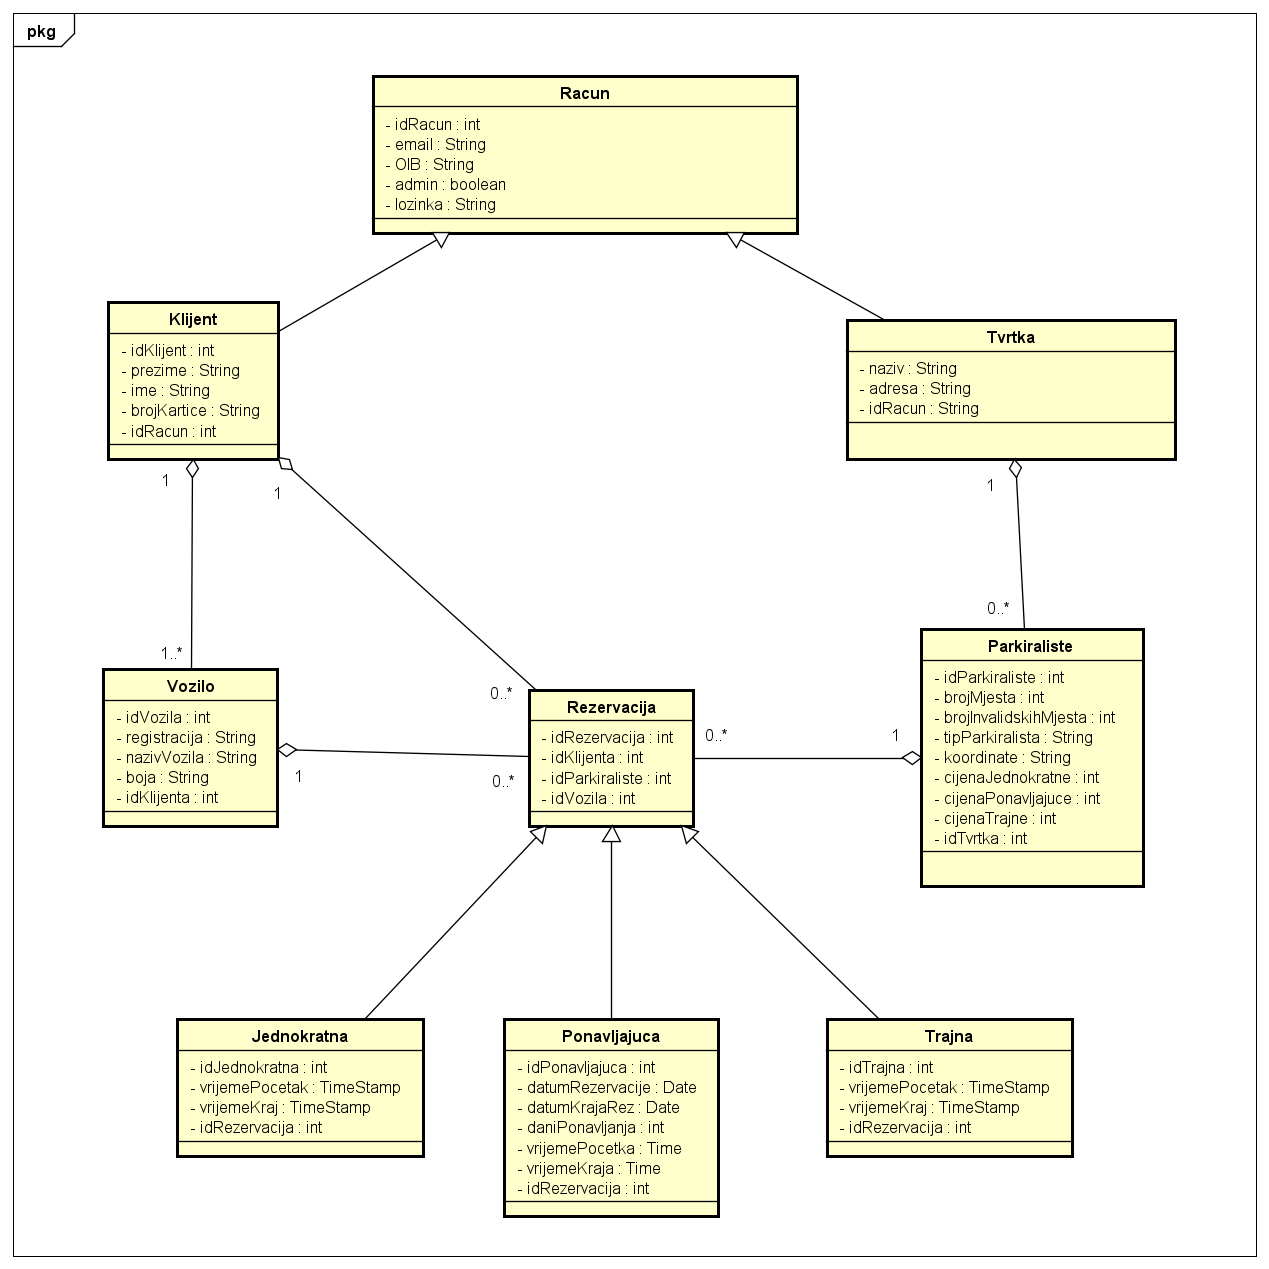 pkg
Racun
- idRacun : int
- email : String
- OIB : String
- admin : boolean
- lozinka : String
Klijent
- idKlijent : int
- prezime : String
- ime : String
- brojKartice : String
- idRacun : int
Tvrtka
- naziv : String
- adresa : String
- idRacun : String
1
1
1
0..*
1..*
0..*
Vozilo
- idVozila : int
- registracija : String
- nazivVozila : String
- boja : String
- idKlijenta : int
1
0..*
Rezervacija
- idRezervacija : int
- idKlijenta : int
- idParkiraliste : int
- idVozila : int
0..*
1
Parkiraliste
- idParkiraliste : int
- brojMjesta : int
- brojInvalidskihMjesta : int
- tipParkiralista : String
- koordinate : String
- cijenaJednokratne : int
- cijenaPonavljajuce : int
- cijenaTrajne : int
- idTvrtka : int
Jednokratna
- idJednokratna : int
- vrijemePocetak : TimeStamp
- vrijemeKraj : TimeStamp
- idRezervacija : int
Ponavljajuca
- idPonavljajuca : int
- datumRezervacije : Date
- datumKrajaRez : Date
- daniPonavljanja : int
- vrijemePocetka : Time
- vrijemeKraja : Time
- idRezervacija : int
Trajna
- idTrajna : int
- vrijemePocetak : TimeStamp
- vrijemeKraj : TimeStamp
- idRezervacija : int